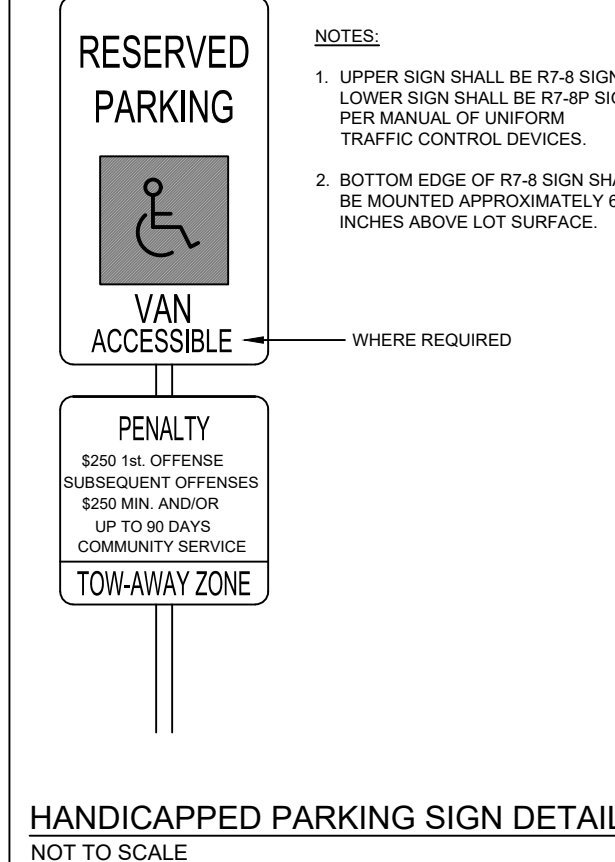 RESERVED
PARKING
VAN
ACCESSIBLE
WHERE REQUIRED
PENALTY
$250 1st. OFFENSE
SUBSEQUENT OFFENSES
$250 MIN. AND/OR
UP TO 90 DAYS
COMMUNITY SERVICE
TOW-AWAY ZONE
NOTES:
1. UPPER SIGN SHALL BE R7-8 SIGN
LOWER SIGN SHALL BE R7-8P
PER MANUAL OF UNIFORM
TRAFFIC CONTROL DEVICES.
2. BOTTOM EDGE OF R7-8 SIGN
BE MOUNTED APPROXIMATELY
INCHES ABOVE LOT SURFACE.
HANDICAPPED PARKING SIGN DETAIL
NOT TO SCALE